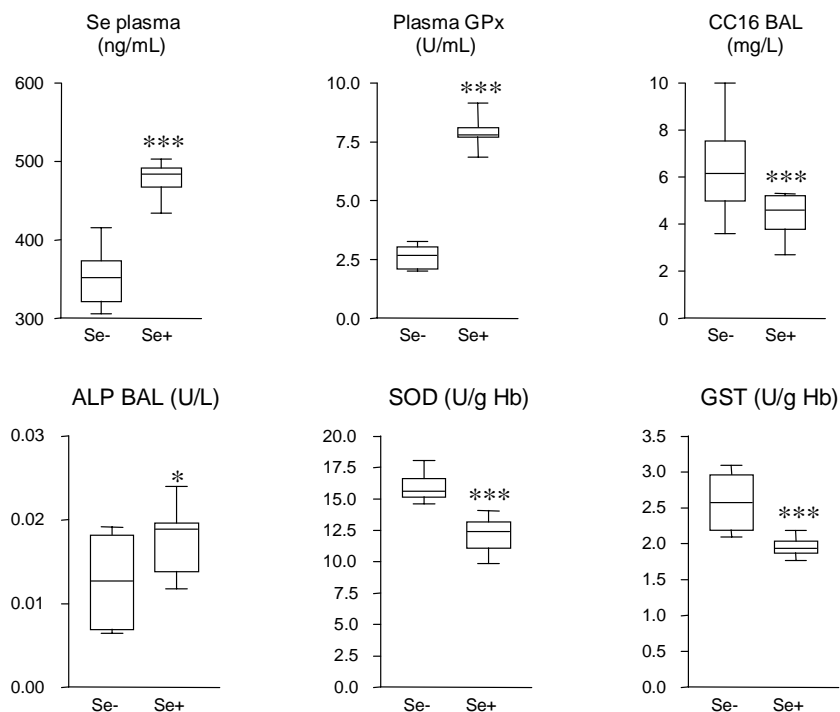 Se plasma
(ng/mL)
600
500
400
300
***
Se-
Se+
Plasma GPx
(U/mL)
10.0
7.5
5.0
2.5
0.0
***
Se-
Se+
CC16 BAL
(mg/L)
10
8
6
4
2
0
***
Se-
Se+
ALP BAL (U/L)
0.03
0.02
0.01
0.00
*
Se-
Se+
SOD (U/g Hb)
20.0
17.5
15.0
12.5
10.0
7.5
5.0
2.5
0.0
***
Se-
Se+
GST (U/g Hb)
3.5
3.0
2.5
2.0
1.5
1.0
0.5
0.0
***
Se-
Se+